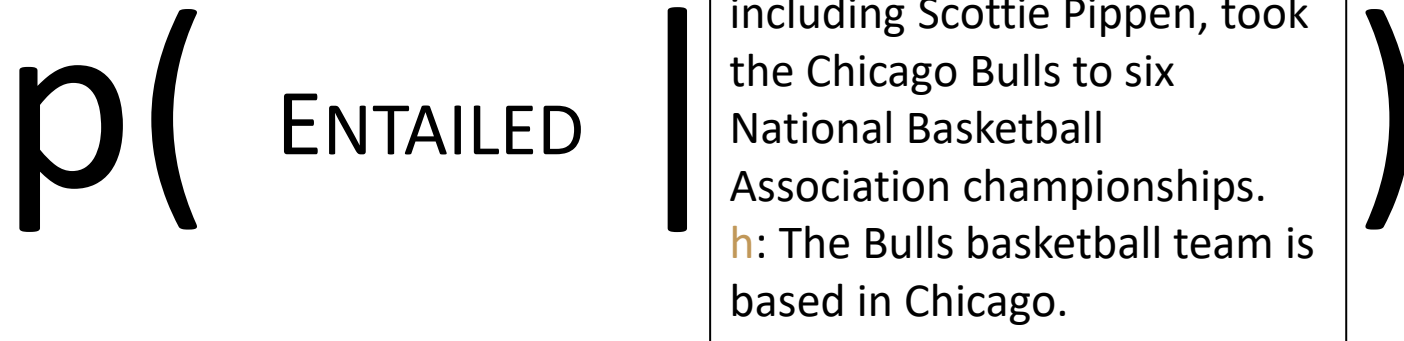 p( ENTAILED | )
including Scottie Pippen, took
the Chicago Bulls to six
National Basketball
Association championships.
h: The Bulls basketball team is
based in Chicago.